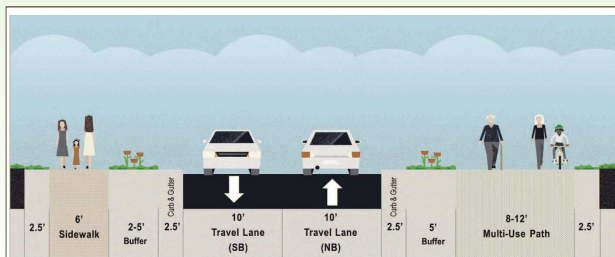 2.5'
6'
Sidewalk
2-5'
Buffer
Curb & Gutter
2.5'
10'
Travel Lane
(SB)
10'
Travel Lane
(NB)
Curb & Gutter
2.5'
5'
Buffer
8-12'
Multi-Use Path
2.5'